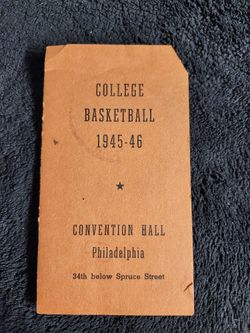 COLLEGE
BASKETBALL
1945-46
★
CONVENTION HALL
Philadelphia
34th below Spruce Street